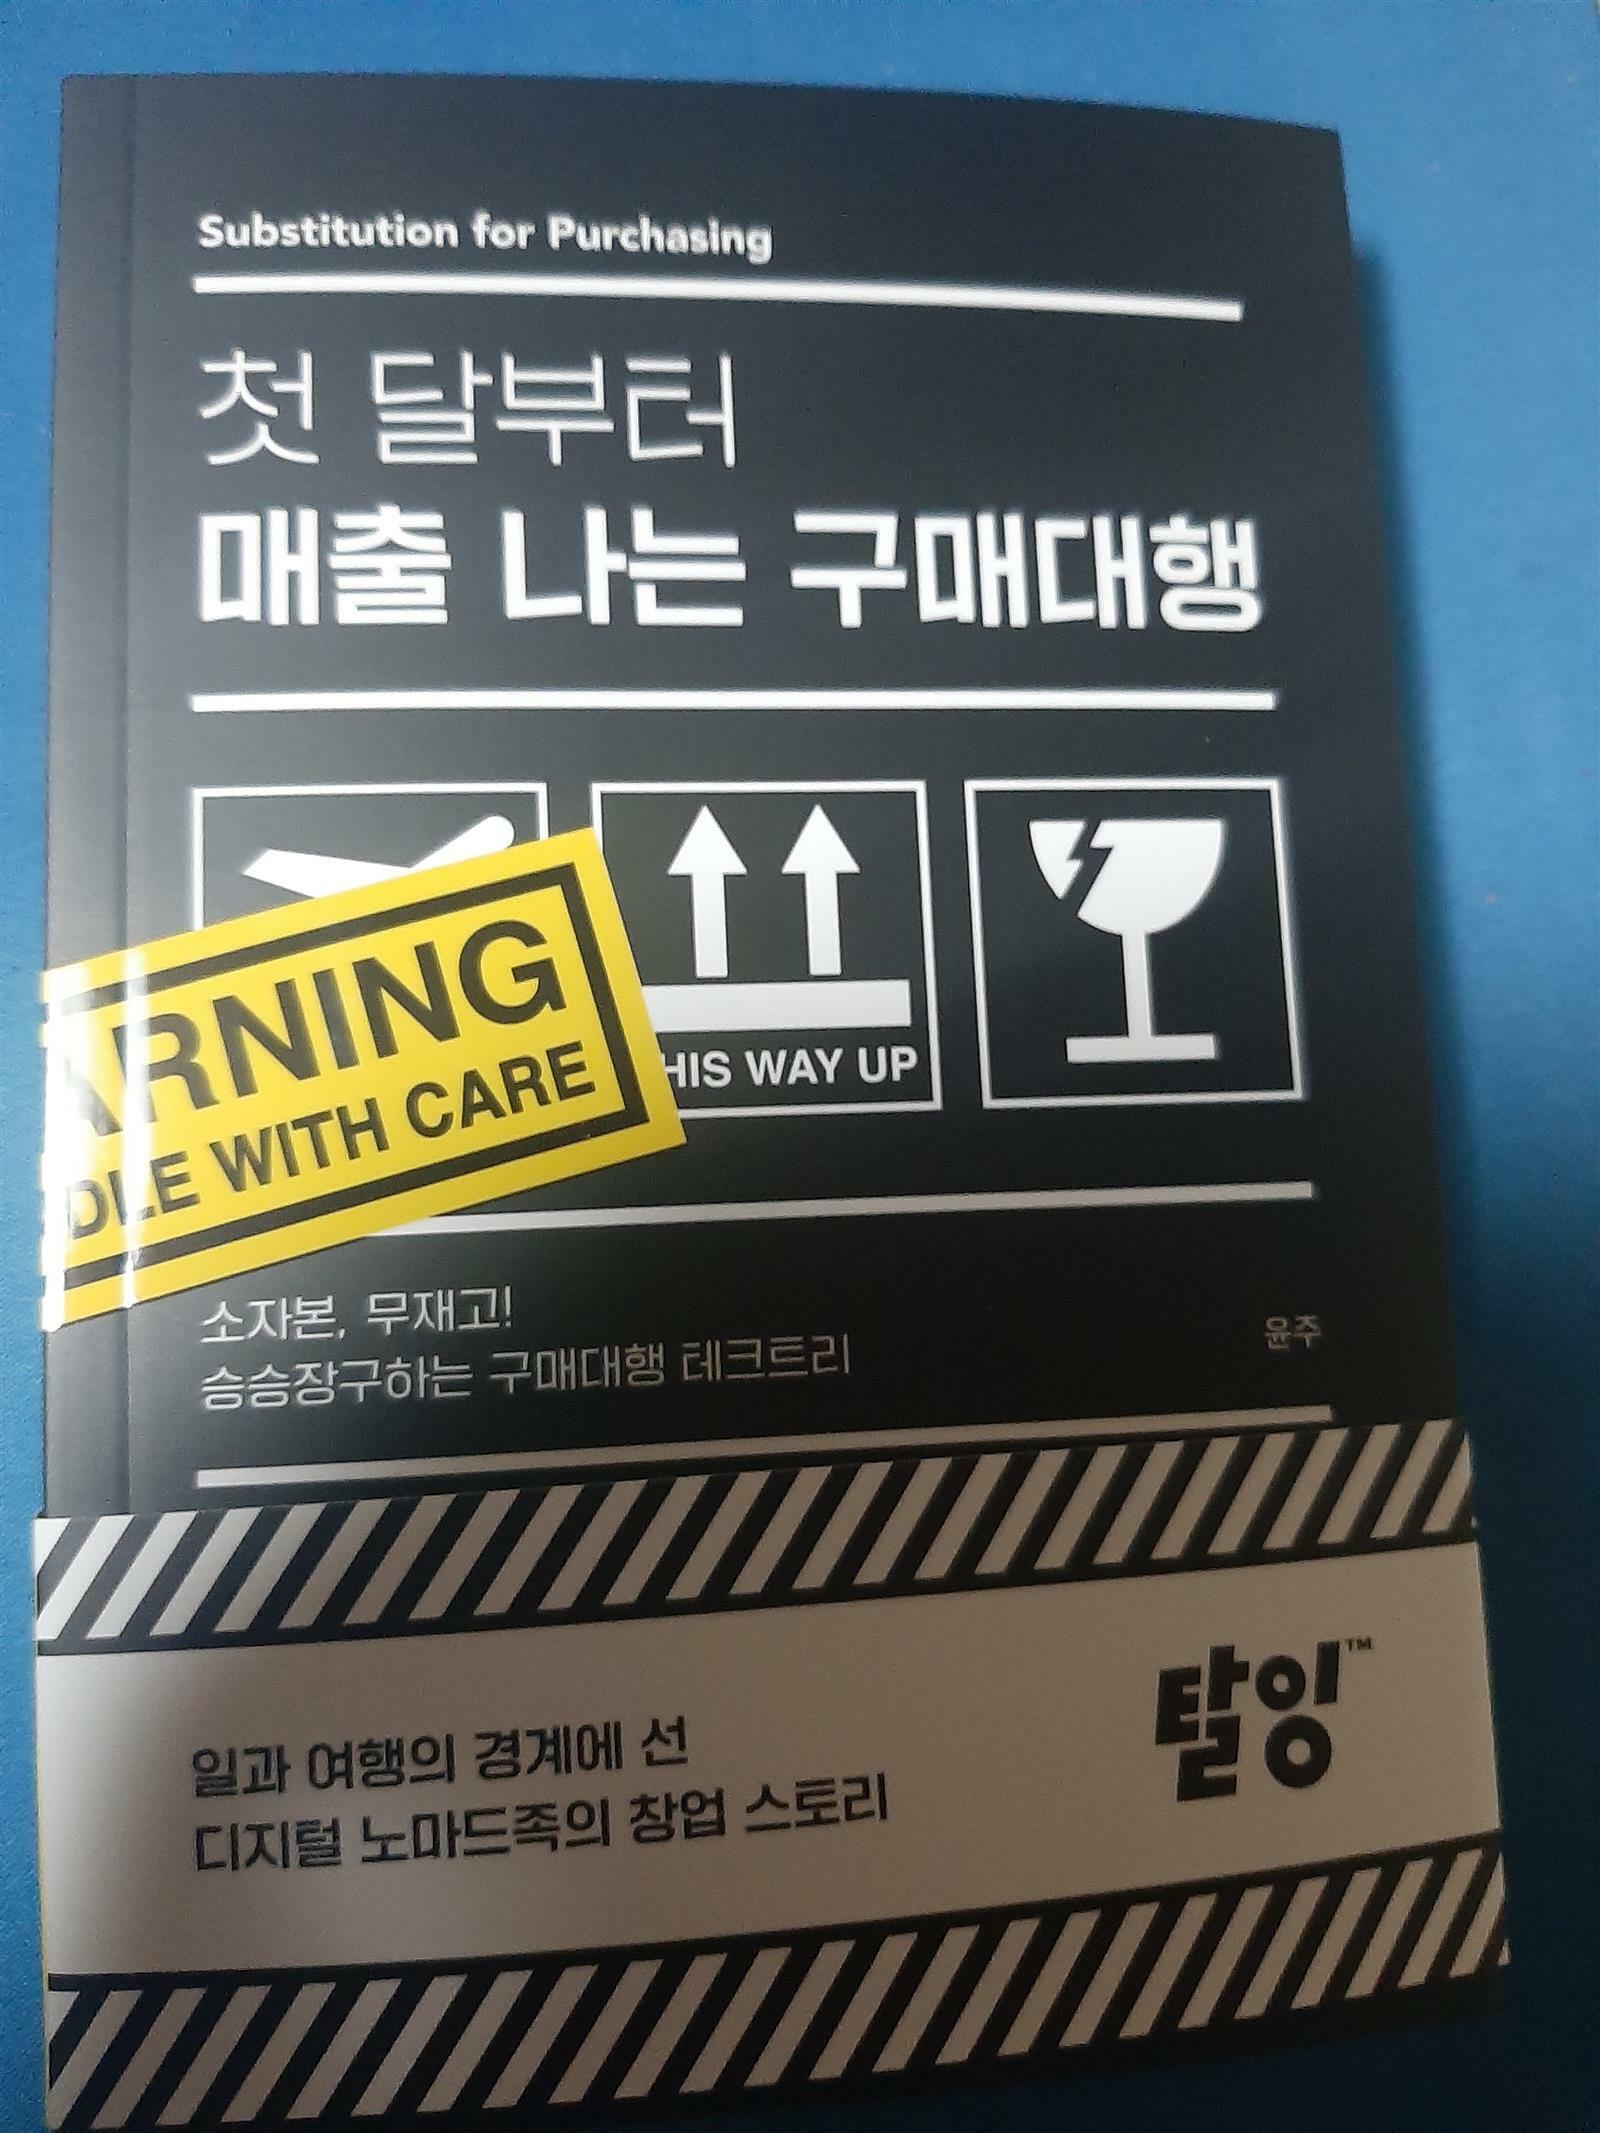 Substitution for Purchasing
첫 달부터
매출 나는 구매대행
ARNING
DLE WITH CARE
HIS WAY UP
소자본, 무재고!
승승장구하는 구매대행 테크트리
윤주
탈잉™
일과 여행의 경계에 선
디지털 노마드족의 창업 스토리